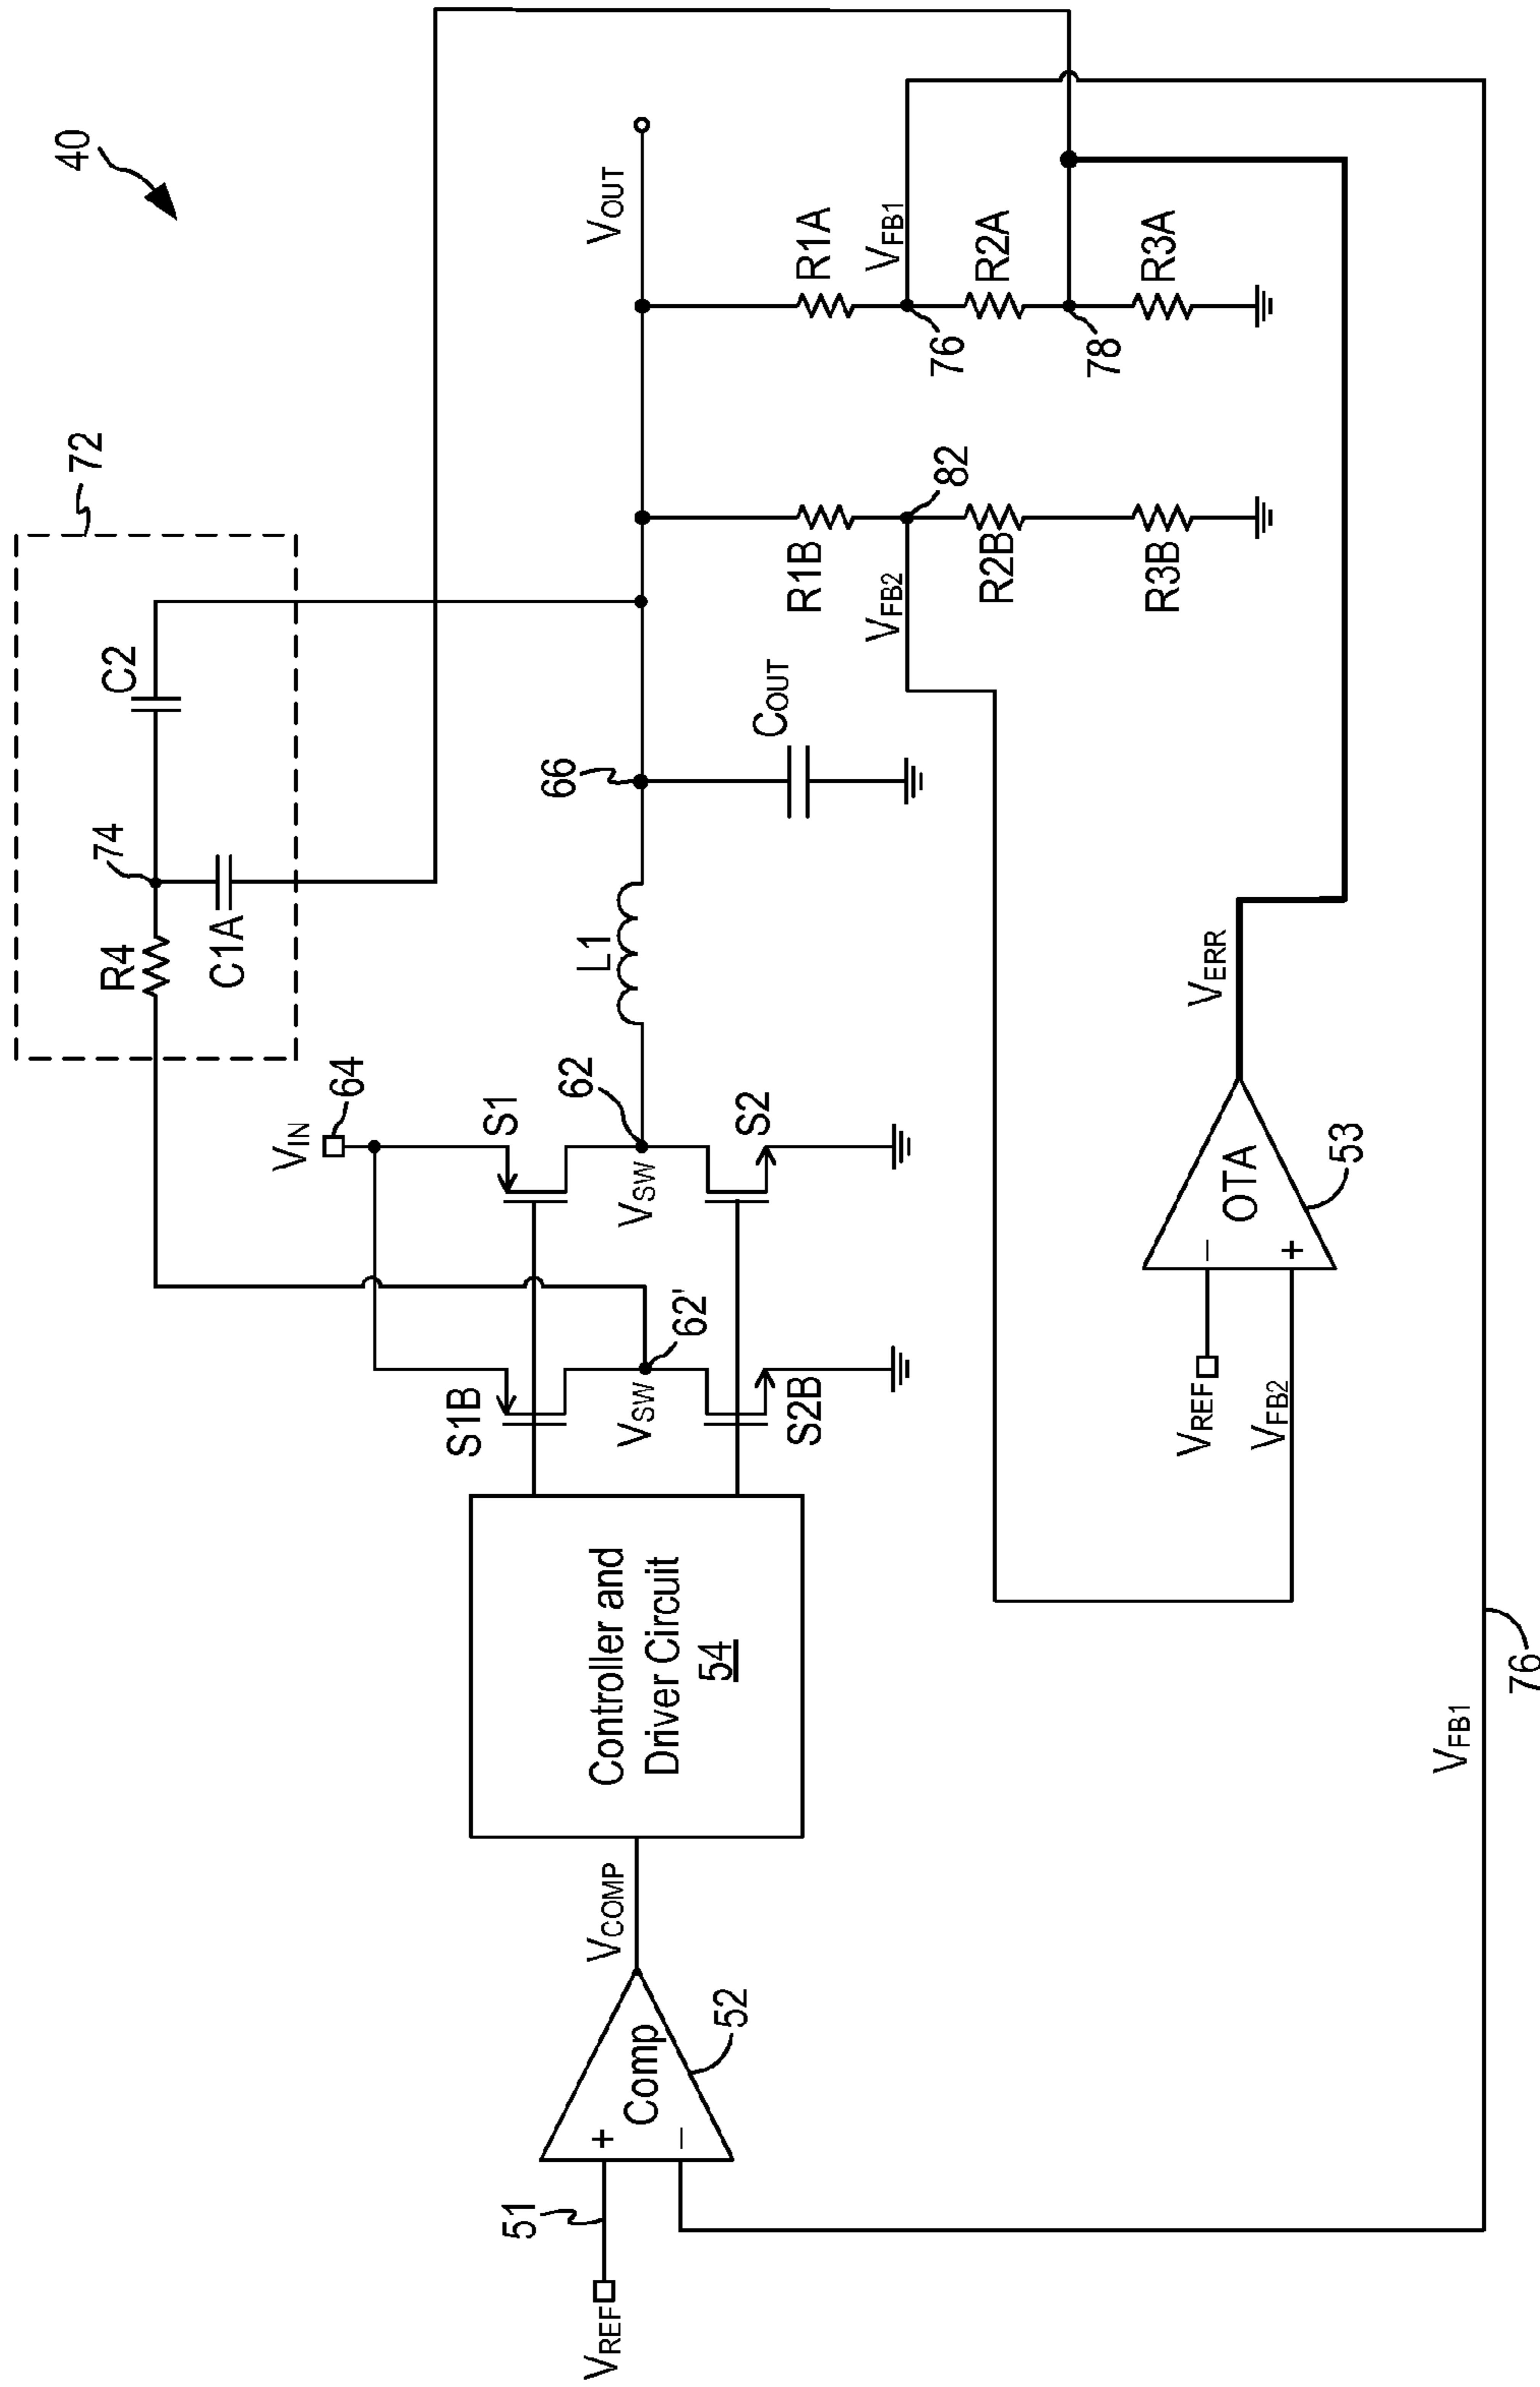 40
72
R4
74
C2
C1A
VIN
64
S1B
S1
62
L1
66
VOUT
VSW
62'
VSW
S2B
S2
COUT
R1B
R1A
VFB2
82
VFB1
76
R2B
R2A
78
R3B
R3A
VREF
51
+
−
Comp
52
VCOMP
Controller and
Driver Circuit
54
VREF
VFB2
−
+
OTA
53
VERR
VFB1
76